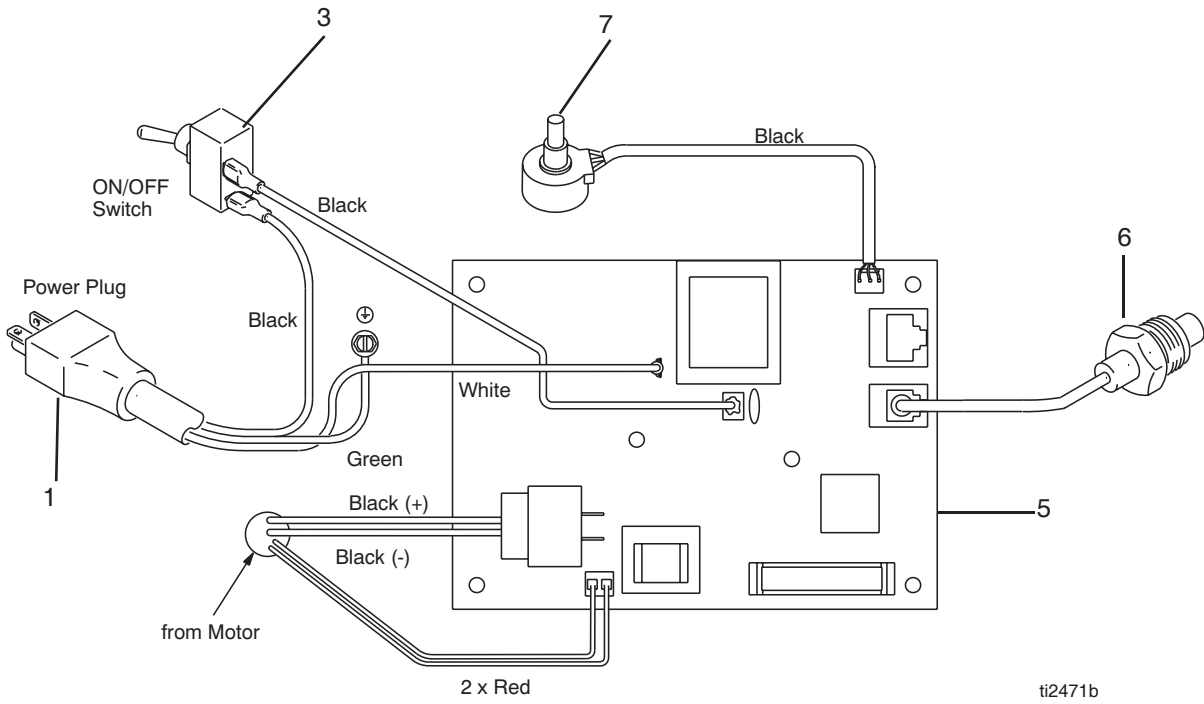 3
7
Black
ON/OFF
Switch
Black
6
Power Plug
Black
White
Green
1
Black (+)
5
Black (-)
from Motor
2 x Red
ti2471b